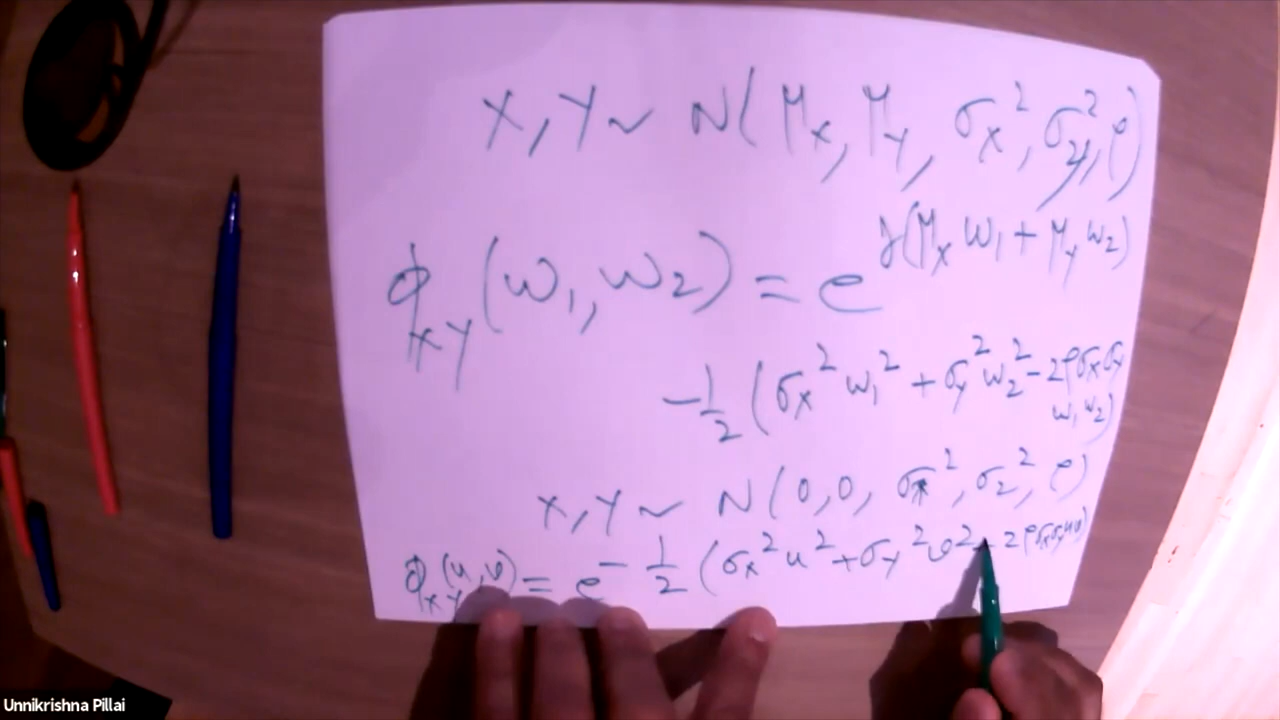 X, Y ~ N(μx, μy, σx², σy², ρ)
ϕxy(ω1, ω2) = e^{j(μx ω1 + μy ω2)}
-1/2 (σx² ω1² + σy² ω2² - 2ρσxσy
ω1 ω2)
X, Y ~ N(0, 0, σx², σ2², ρ)
ϕxy(u, v) = e^{-1/2 (σx² u² + σy² v² - 2ρσxσy uv)}
Unnikrishna Pillai